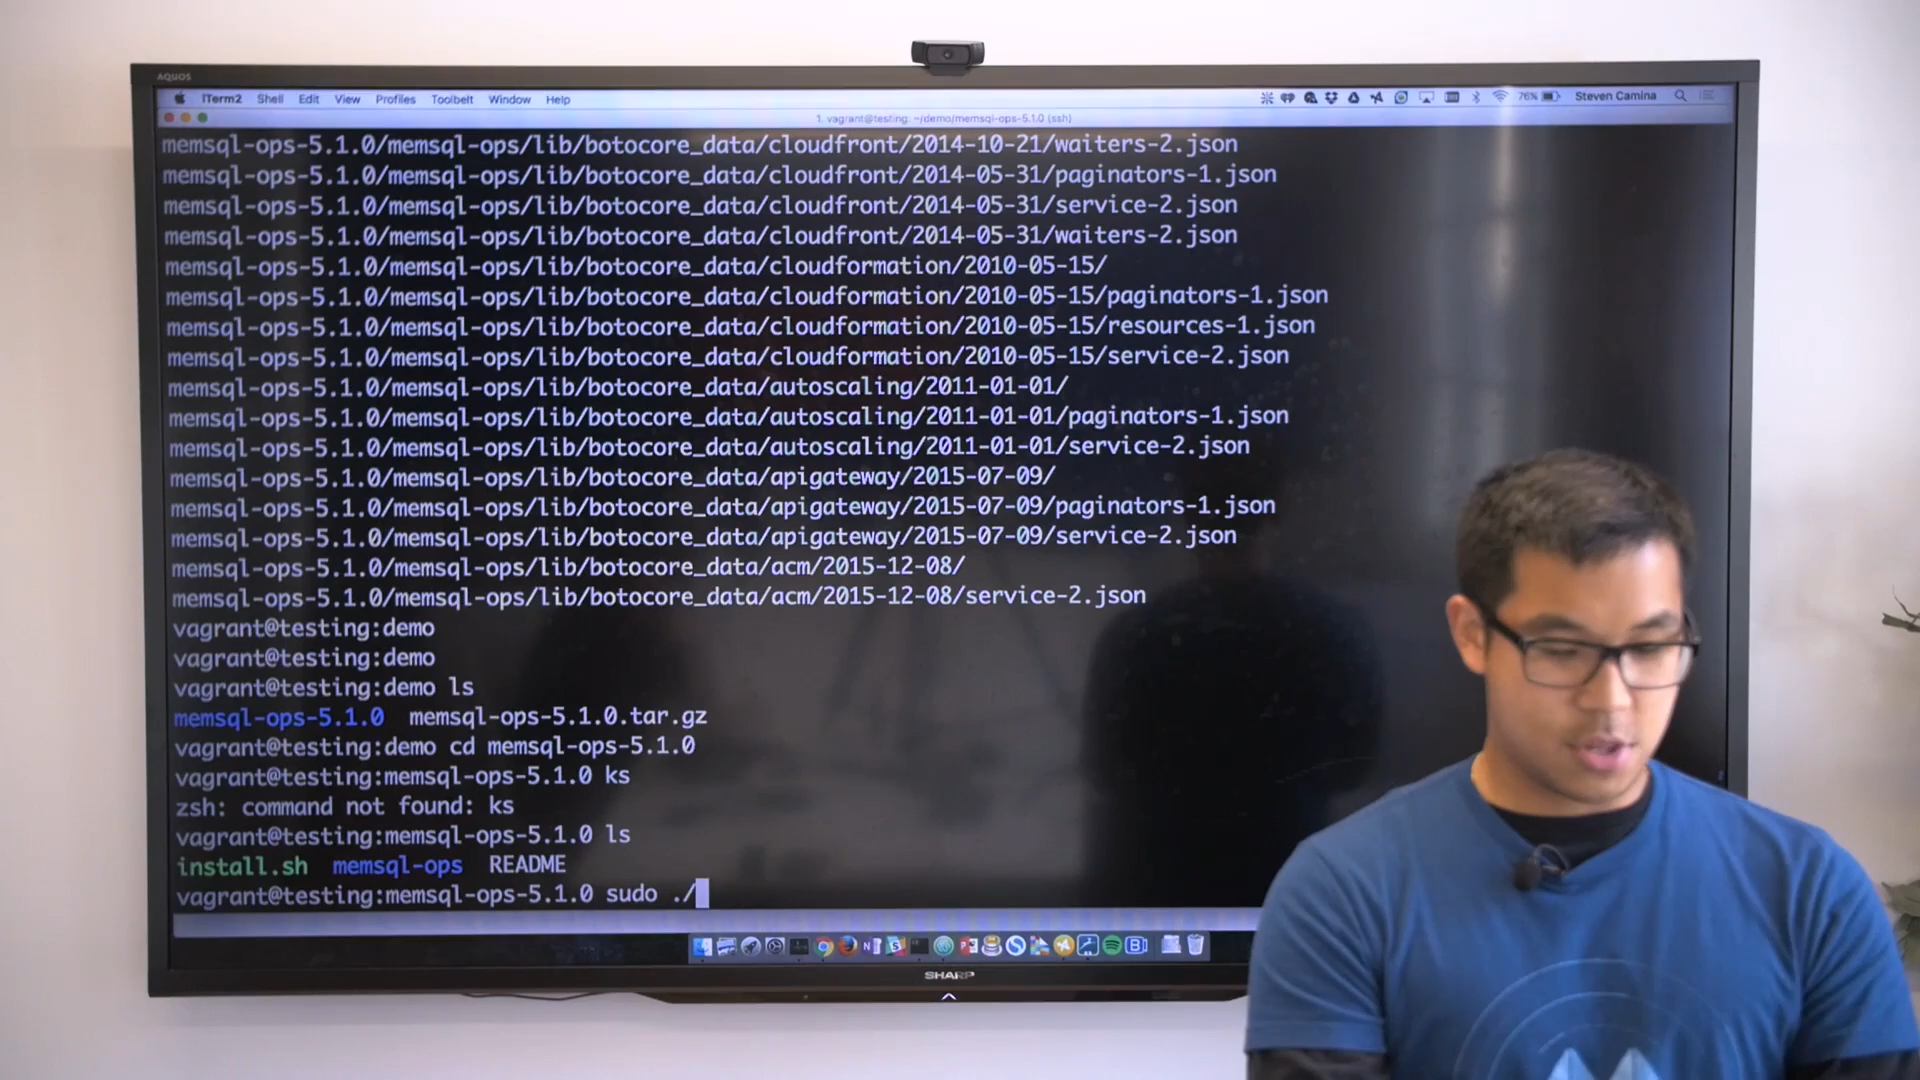 AQUOS
iTerm2 Shell Edit View Profiles Toolbelt Window Help 76% Steven Camina
1. vagrant@testing: ~/demo/memsql-ops-5.1.0 (ssh)
memsql-ops-5.1.0/memsql-ops/lib/botocore_data/cloudfront/2014-10-21/waiters-2.json
memsql-ops-5.1.0/memsql-ops/lib/botocore_data/cloudfront/2014-05-31/paginators-1.json
memsql-ops-5.1.0/memsql-ops/lib/botocore_data/cloudfront/2014-05-31/service-2.json
memsql-ops-5.1.0/memsql-ops/lib/botocore_data/cloudfront/2014-05-31/waiters-2.json
memsql-ops-5.1.0/memsql-ops/lib/botocore_data/cloudformation/2010-05-15/
memsql-ops-5.1.0/memsql-ops/lib/botocore_data/cloudformation/2010-05-15/paginators-1.json
memsql-ops-5.1.0/memsql-ops/lib/botocore_data/cloudformation/2010-05-15/resources-1.json
memsql-ops-5.1.0/memsql-ops/lib/botocore_data/cloudformation/2010-05-15/service-2.json
memsql-ops-5.1.0/memsql-ops/lib/botocore_data/autoscaling/2011-01-01/
memsql-ops-5.1.0/memsql-ops/lib/botocore_data/autoscaling/2011-01-01/paginators-1.json
memsql-ops-5.1.0/memsql-ops/lib/botocore_data/autoscaling/2011-01-01/service-2.json
memsql-ops-5.1.0/memsql-ops/lib/botocore_data/apigateway/2015-07-09/
memsql-ops-5.1.0/memsql-ops/lib/botocore_data/apigateway/2015-07-09/paginators-1.json
memsql-ops-5.1.0/memsql-ops/lib/botocore_data/apigateway/2015-07-09/service-2.json
memsql-ops-5.1.0/memsql-ops/lib/botocore_data/acm/2015-12-08/
memsql-ops-5.1.0/memsql-ops/lib/botocore_data/acm/2015-12-08/service-2.json
vagrant@testing:demo
vagrant@testing:demo
vagrant@testing:demo ls
memsql-ops-5.1.0 memsql-ops-5.1.0.tar.gz
vagrant@testing:demo cd memsql-ops-5.1.0
vagrant@testing:memsql-ops-5.1.0 ks
zsh: command not found: ks
vagrant@testing:memsql-ops-5.1.0 ls
install.sh memsql-ops README
vagrant@testing:memsql-ops-5.1.0 sudo ./
SHARP